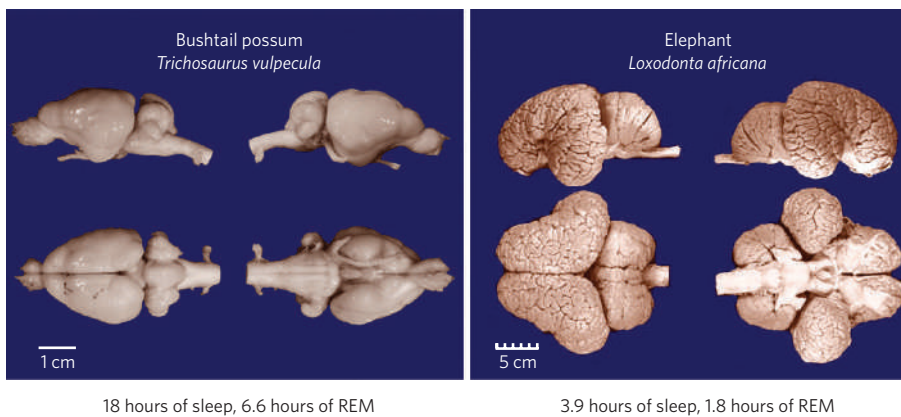 Bushtail possum
Trichosaurus vulpecula
1 cm
18 hours of sleep, 6.6 hours of REM
Elephant
Loxodonta africana
5 cm
3.9 hours of sleep, 1.8 hours of REM